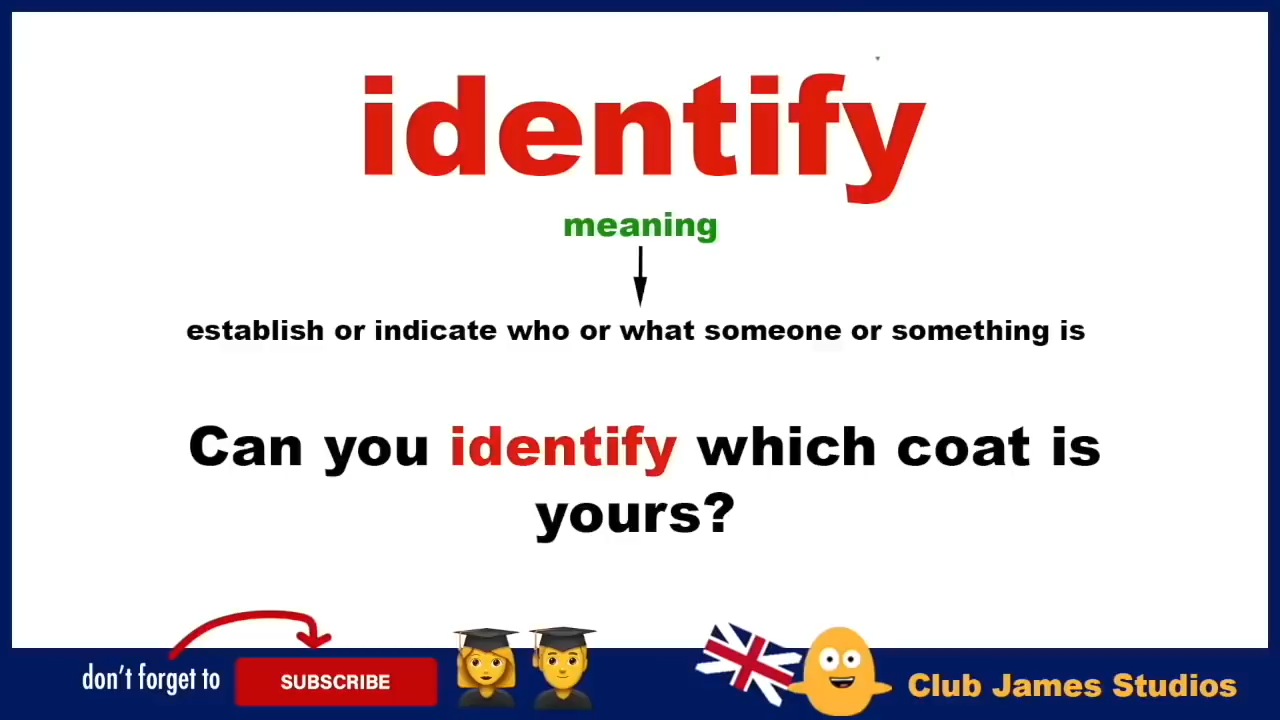 identify
meaning
establish or indicate who or what someone or something is
Can you identify which coat is
yours?
don't forget to
SUBSCRIBE
Club James Studios